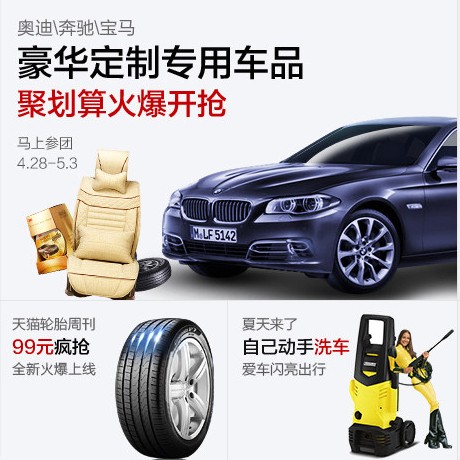 奥迪\奔驰\宝马
豪华定制专用车品
聚划算火爆开抢
马上参团
4.28-5.3
M LF 5142
天猫轮胎周刊
99元疯抢
全新火爆上线
夏天来了
自己动手洗车
爱车闪亮出行